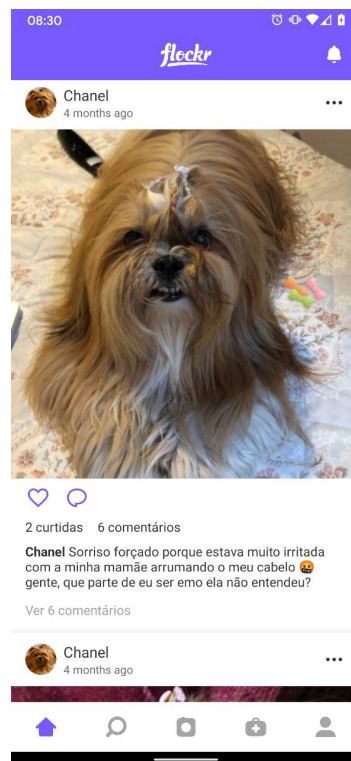 08:30
flockr
Chanel
4 months ago
2 curtidas 6 comentários
Chanel Sorriso forçado porque estava muito irritada
com a minha mamãe arrumando o meu cabelo 🤬
gente, que parte de eu ser emo ela não entendeu?
Ver 6 comentários
Chanel
4 months ago